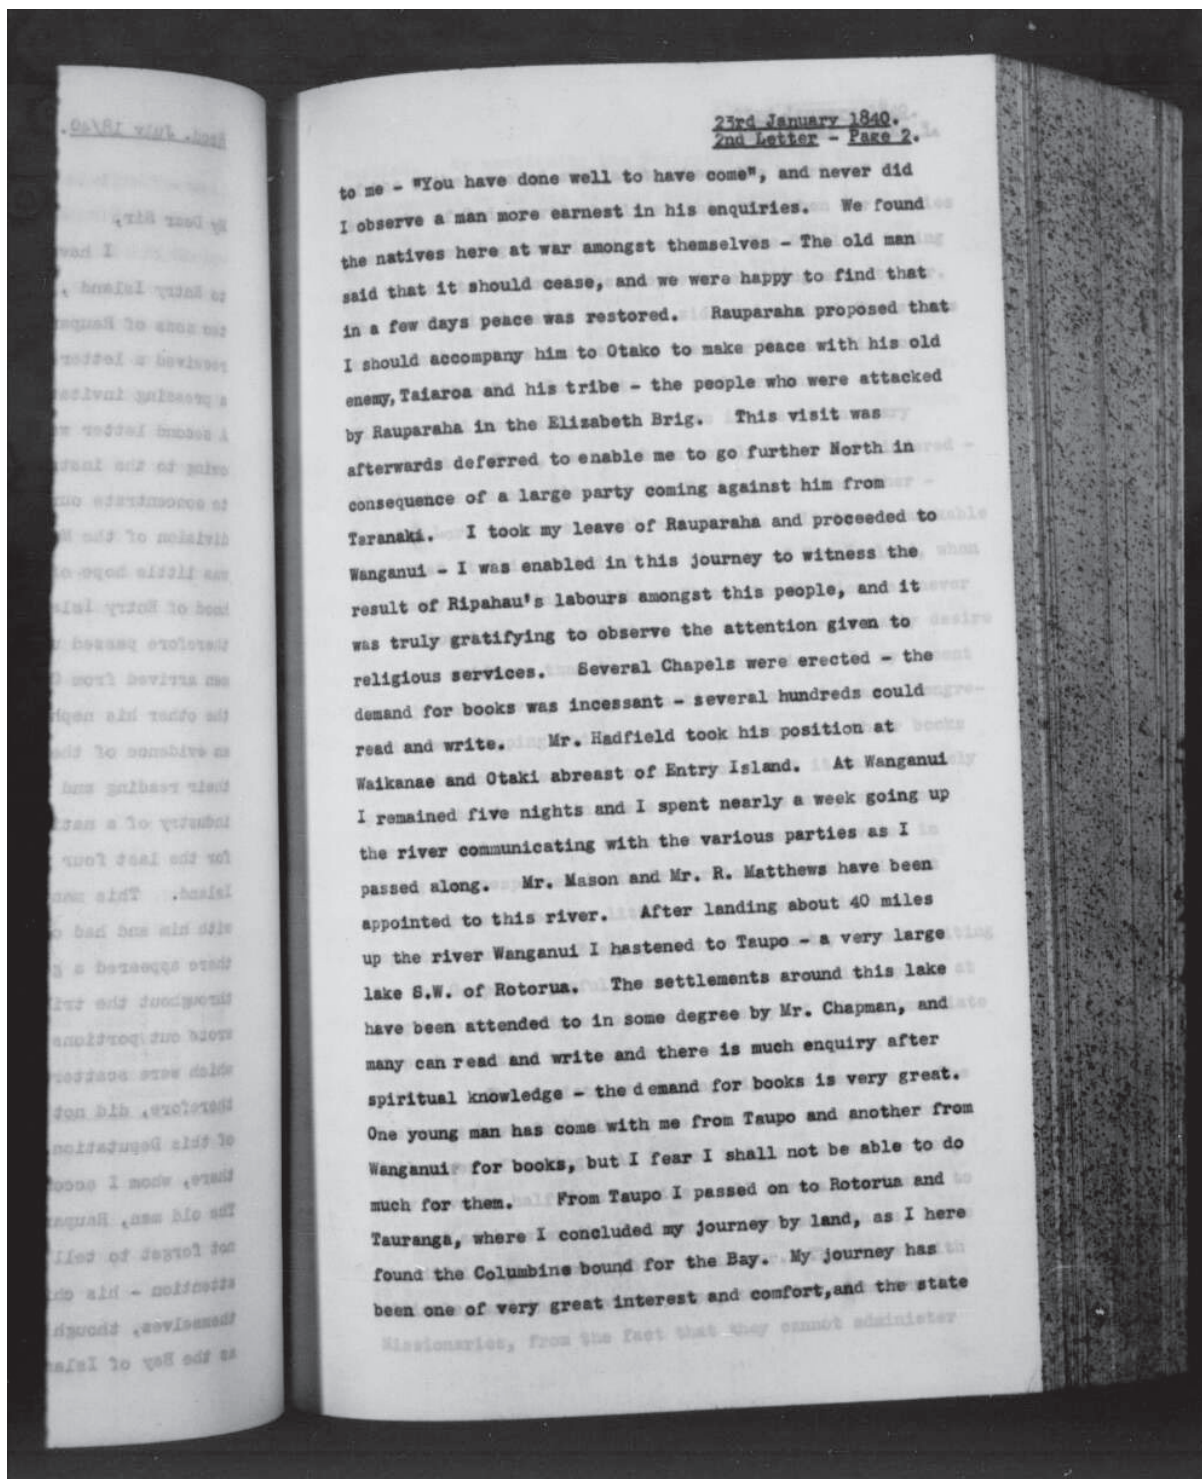 23rd January 1840.
2nd Letter - Page 2.
to me - "You have done well to have come", and never did
I observe a man more earnest in his enquiries. We found
the natives here at war amongst themselves - The old man
said that it should cease, and we were happy to find that
in a few days peace was restored. Rauparaha proposed that
I should accompany him to Otako to make peace with his old
enemy, Taiaroa and his tribe - the people who were attacked
by Rauparaha in the Elizabeth Brig. This visit was
afterwards deferred to enable me to go further North in
consequence of a large party coming against him from
Taranaki. I took my leave of Rauparaha and proceeded to
Wanganui - I was enabled in this journey to witness the
result of Ripahau's labours amongst this people, and it
was truly gratifying to observe the attention given to
religious services. Several Chapels were erected - the
demand for books was incessant - several hundreds could
read and write. Mr. Hadfield took his position at
Waikanae and Otaki abreast of Entry Island. At Wanganui
I remained five nights and I spent nearly a week going up
the river communicating with the various parties as I
passed along. Mr. Mason and Mr. R. Matthews have been
appointed to this river. After landing about 40 miles
up the river Wanganui I hastened to Taupo - a very large
lake S.W. of Rotorua. The settlements around this lake
have been attended to in some degree by Mr. Chapman, and
many can read and write and there is much enquiry after
spiritual knowledge - the demand for books is very great.
One young man has come with me from Taupo and another from
Wanganui for books, but I fear I shall not be able to do
much for them. From Taupo I passed on to Rotorua and
Tauranga, where I concluded my journey by land, as I here
found the Columbine bound for the Bay. My journey has
been one of very great interest and comfort, and the state
Missionaries, from the fact that they cannot administer